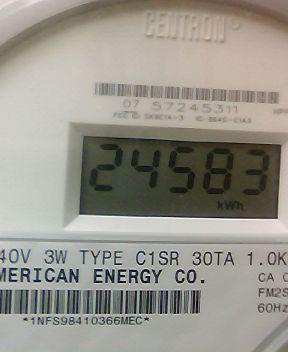 CENTRON®
07 57245311
24583
kWh
40V 3W TYPE C1SR 30TA 1.0K
MERICAN ENERGY CO.
CA
FM2S
60Hz
*1NFS98410366MEC*